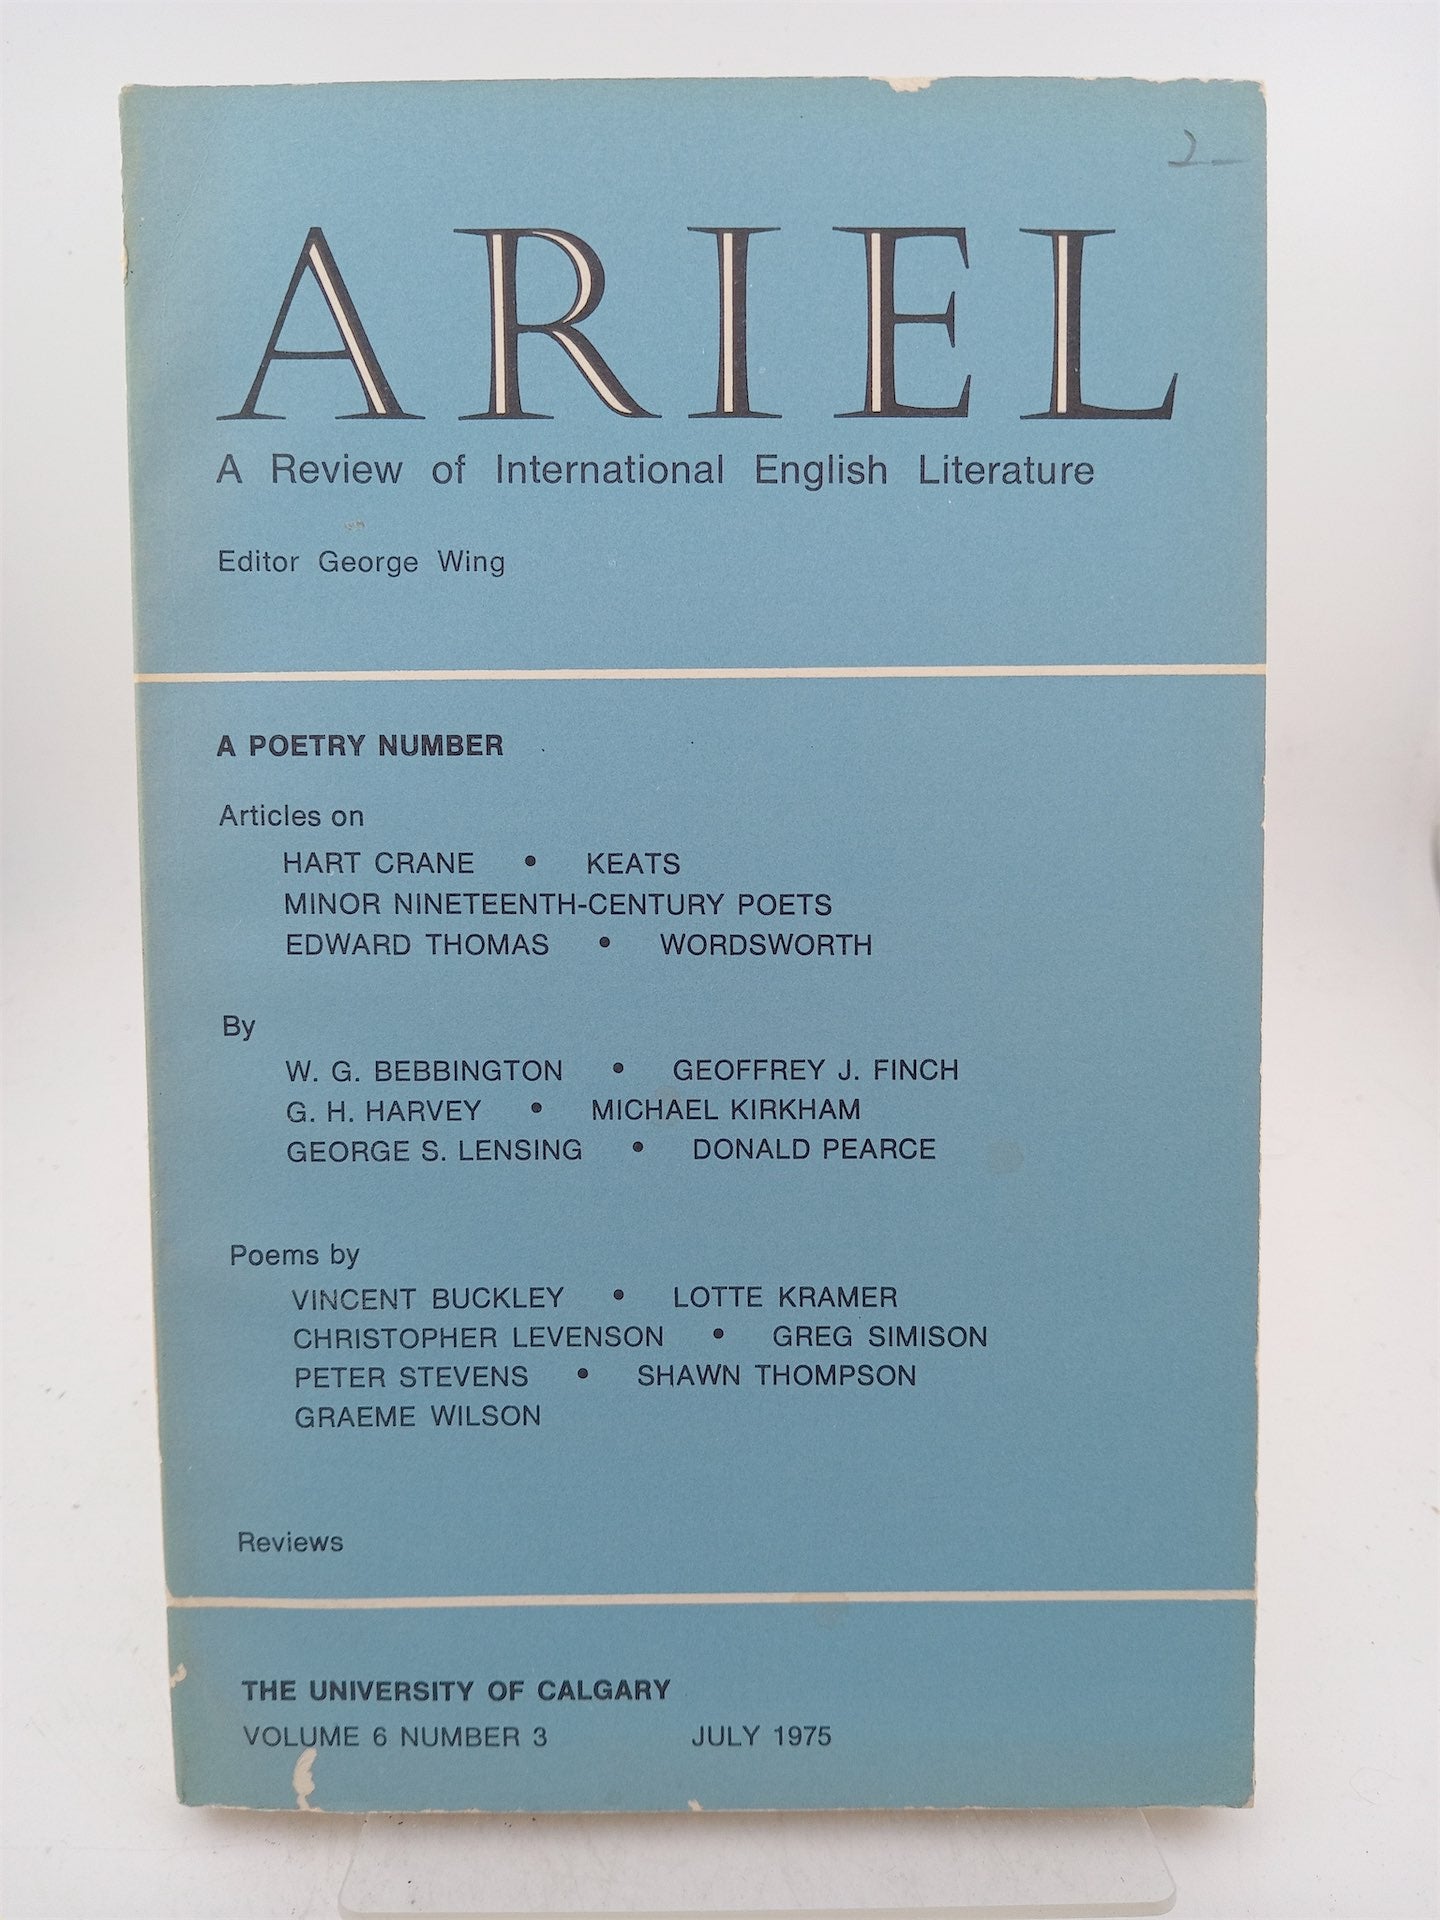 2-
ARIEL
A Review of International English Literature
Editor George Wing
A POETRY NUMBER
Articles on
HART CRANE • KEATS
MINOR NINETEENTH-CENTURY POETS
EDWARD THOMAS • WORDSWORTH
By
W. G. BEBBINGTON • GEOFFREY J. FINCH
G. H. HARVEY • MICHAEL KIRKHAM
GEORGE S. LENSING • DONALD PEARCE
Poems by
VINCENT BUCKLEY • LOTTE KRAMER
CHRISTOPHER LEVENSON • GREG SIMISON
PETER STEVENS • SHAWN THOMPSON
GRAEME WILSON
Reviews
THE UNIVERSITY OF CALGARY
VOLUME 6 NUMBER 3 JULY 1975